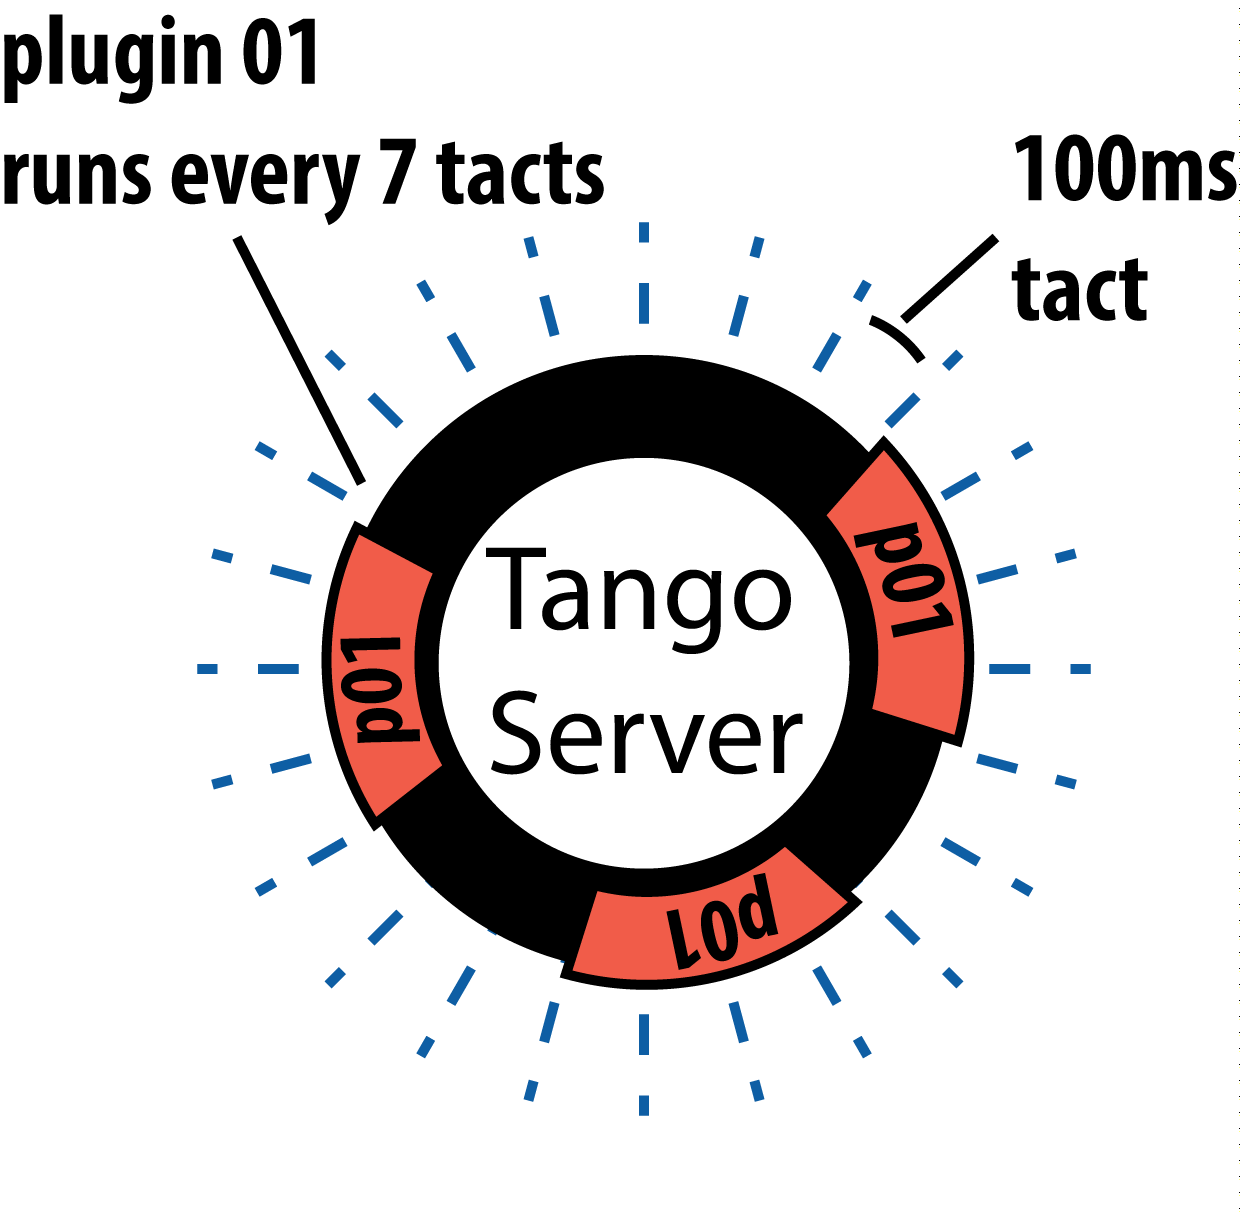 plugin 01
runs every 7 tacts
100ms
tact
Tango
Server
p01
p01
p01